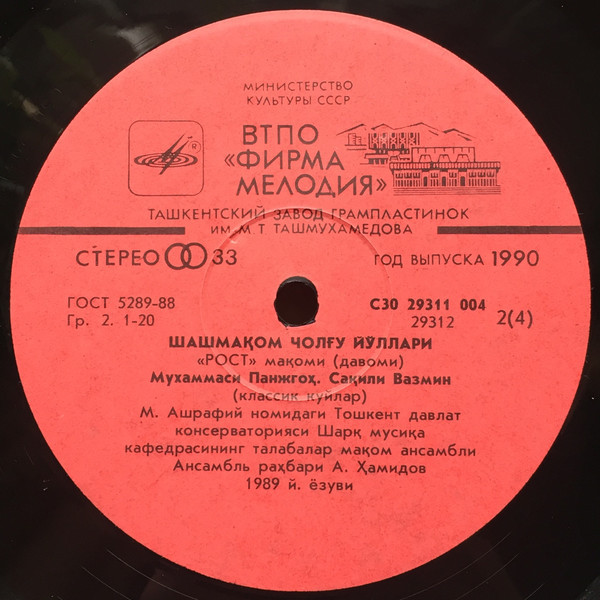 МИНИСТЕРСТВО
КУЛЬТУРЫ СССР
ВТПО
«ФИРМА
МЕЛОДИЯ»
®
ТАШКЕНТСКИЙ ЗАВОД ГРАМПЛАСТИНОК
ИМ. М. Т ТАШМУХАМЕДОВА
СТЕРЕО 33
ГОД ВЫПУСКА 1990
ГОСТ 5289-88
Гр. 2. 1-20
С30 29311 004
29312
2(4)
ШАШМАҚОМ ЧОЛҒУ ЙЎЛЛАРИ
«РОСТ» мақоми (давоми)
Мухаммаси Панжгоҳ. Сақили Вазмин
(классик куйлар)
М. Ашрафий номидаги Тошкент давлат
консерваторияси Шарқ мусиқа
кафедрасининг талабалар мақом ансамбли
Ансамбль раҳбари А. Ҳамидов
1989 й. ёзуви